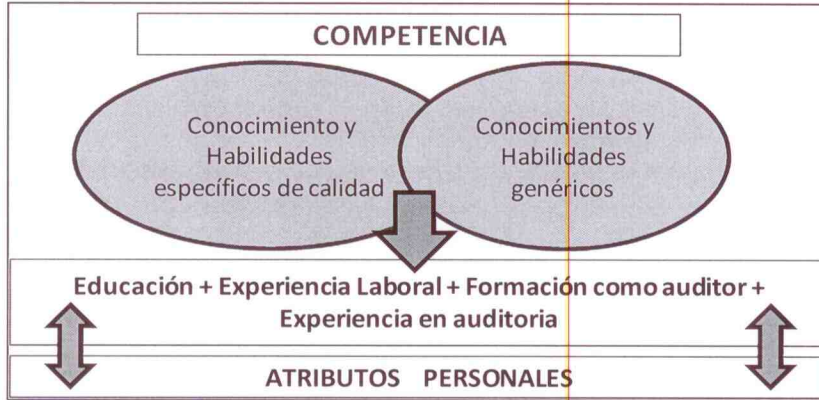 COMPETENCIA
Conocimiento y
Habilidades
específicos de calidad
Conocimientos y
Habilidades
genéricos
Educación + Experiencia Laboral + Formación como auditor +
Experiencia en auditoria
ATRIBUTOS PERSONALES